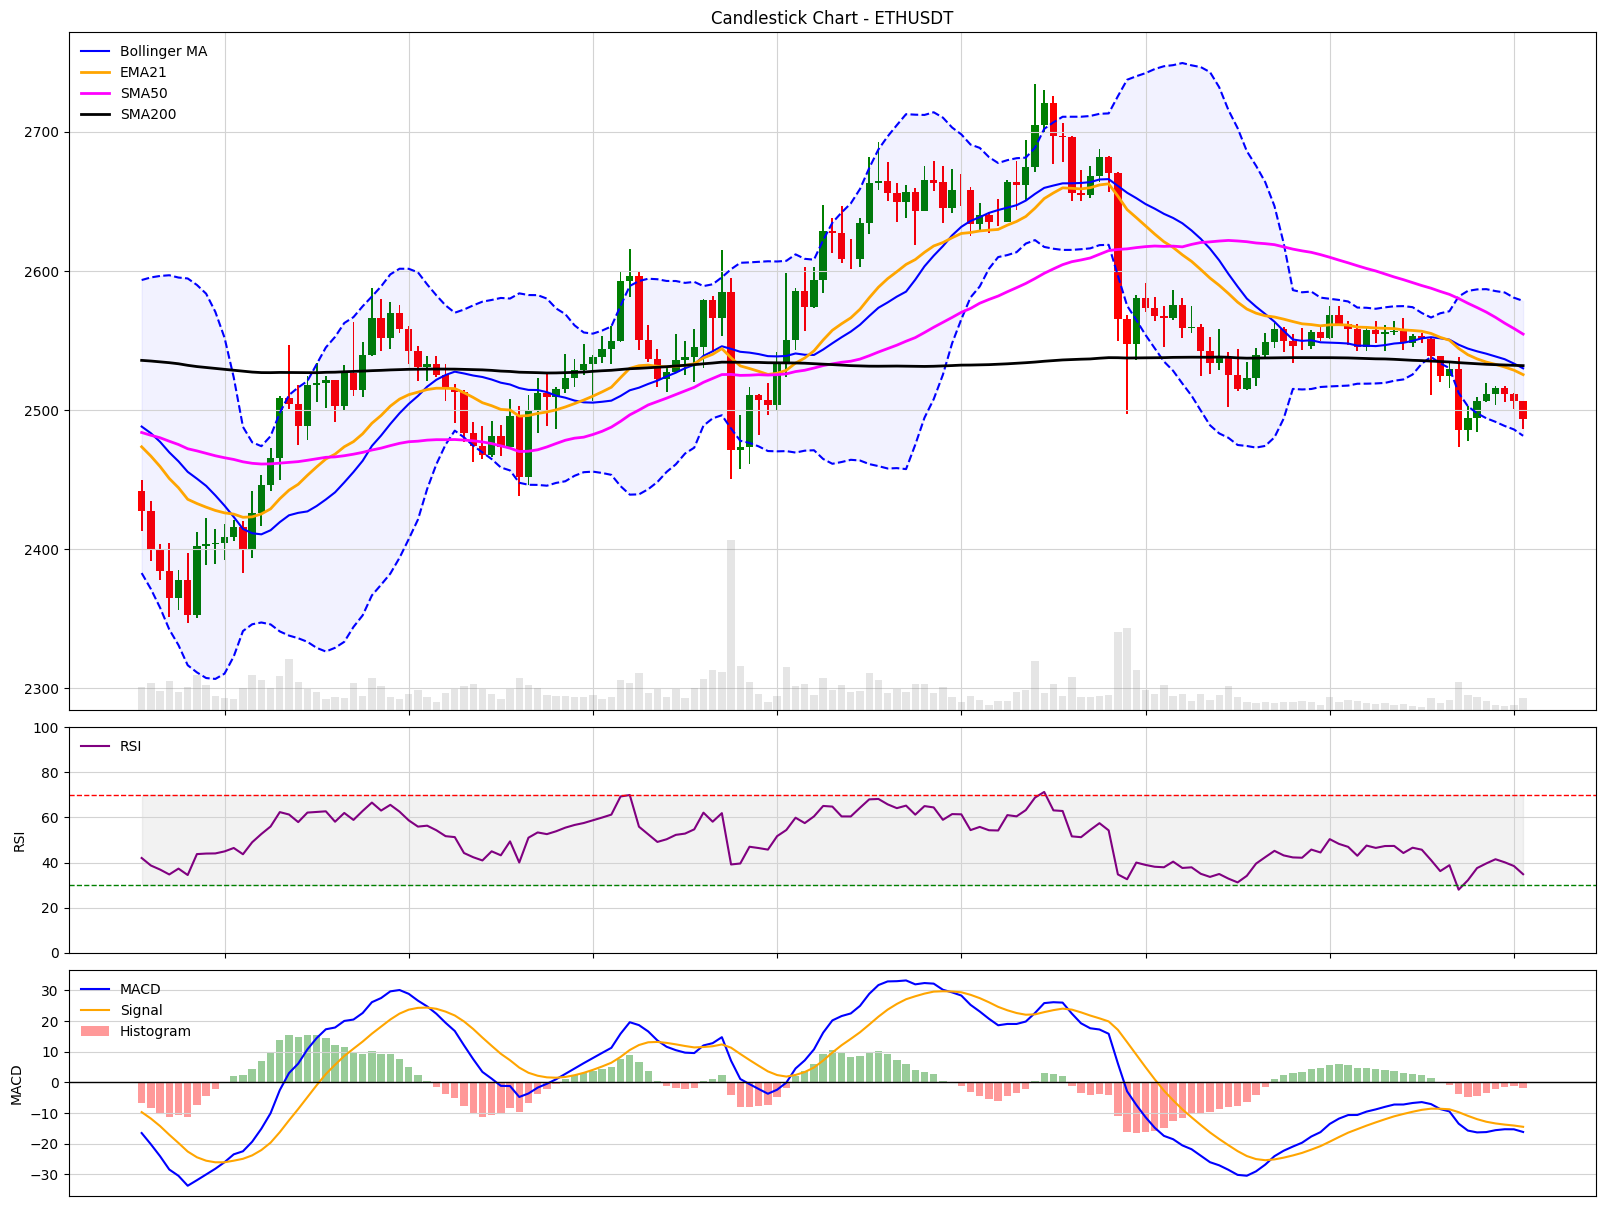 Candlestick Chart - ETHUSDT
Bollinger MA
EMA21
SMA50
SMA200
2700
2600
2500
2400
2300
RSI
100
80
60
40
20
0
RSI
MACD
Signal
Histogram
30
20
10
0
−10
−20
−30
MACD